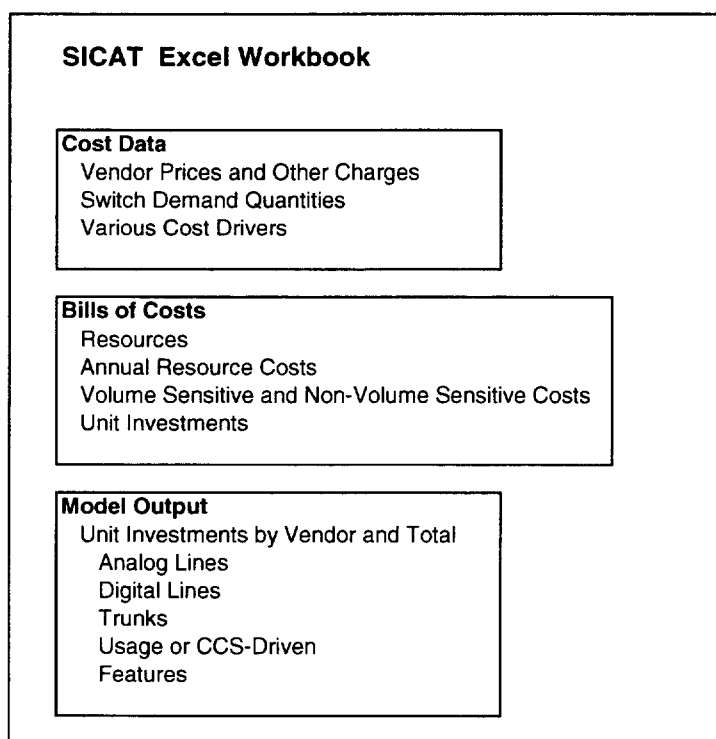 SICAT Excel Workbook
Cost Data
Vendor Prices and Other Charges
Switch Demand Quantities
Various Cost Drivers
Bills of Costs
Resources
Annual Resource Costs
Volume Sensitive and Non-Volume Sensitive Costs
Unit Investments
Model Output
Unit Investments by Vendor and Total
Analog Lines
Digital Lines
Trunks
Usage or CCS-Driven
Features